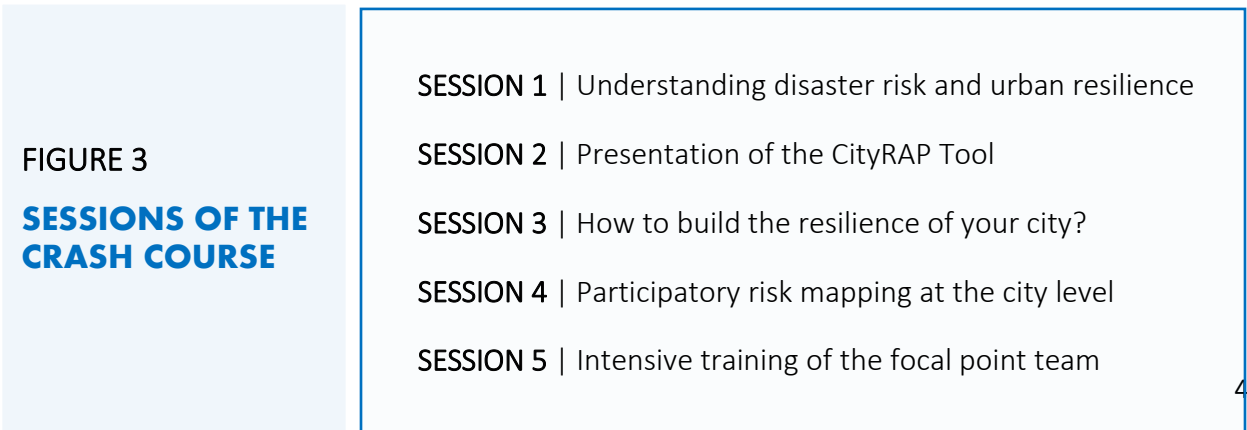 FIGURE 3
SESSIONS OF THE
CRASH COURSE
SESSION 1 | Understanding disaster risk and urban resilience
SESSION 2 | Presentation of the CityRAP Tool
SESSION 3 | How to build the resilience of your city?
SESSION 4 | Participatory risk mapping at the city level
SESSION 5 | Intensive training of the focal point team
4